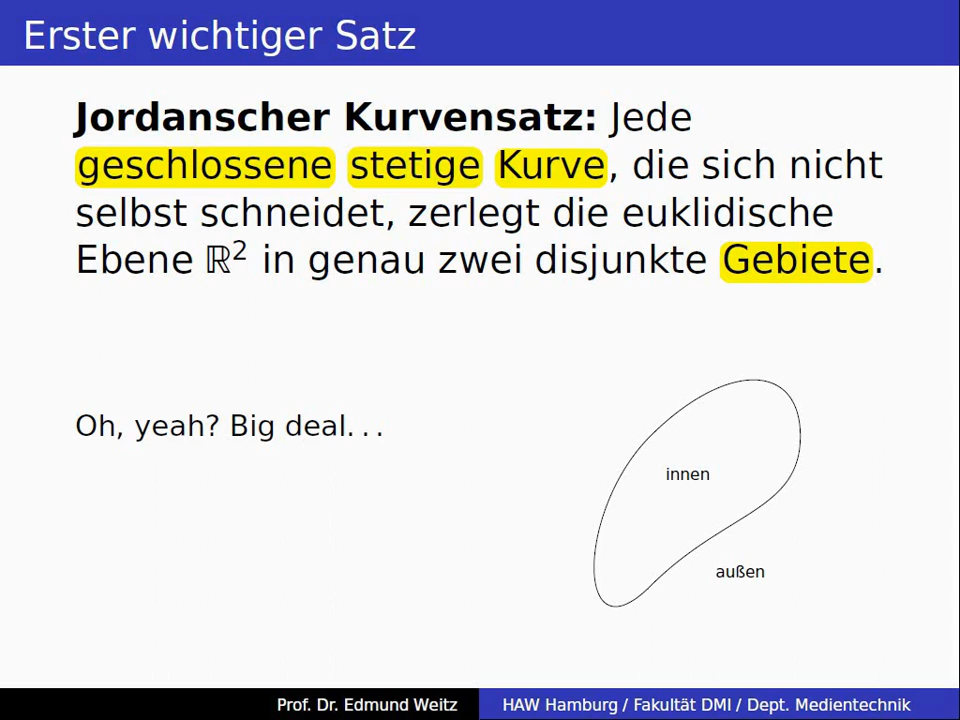 Erster wichtiger Satz
Jordanscher Kurvensatz: Jede
geschlossene stetige Kurve, die sich nicht
selbst schneidet, zerlegt die euklidische
Ebene ℝ² in genau zwei disjunkte Gebiete.
Oh, yeah? Big deal...
innen
außen
Prof. Dr. Edmund Weitz
HAW Hamburg / Fakultät DMI / Dept. Medientechnik